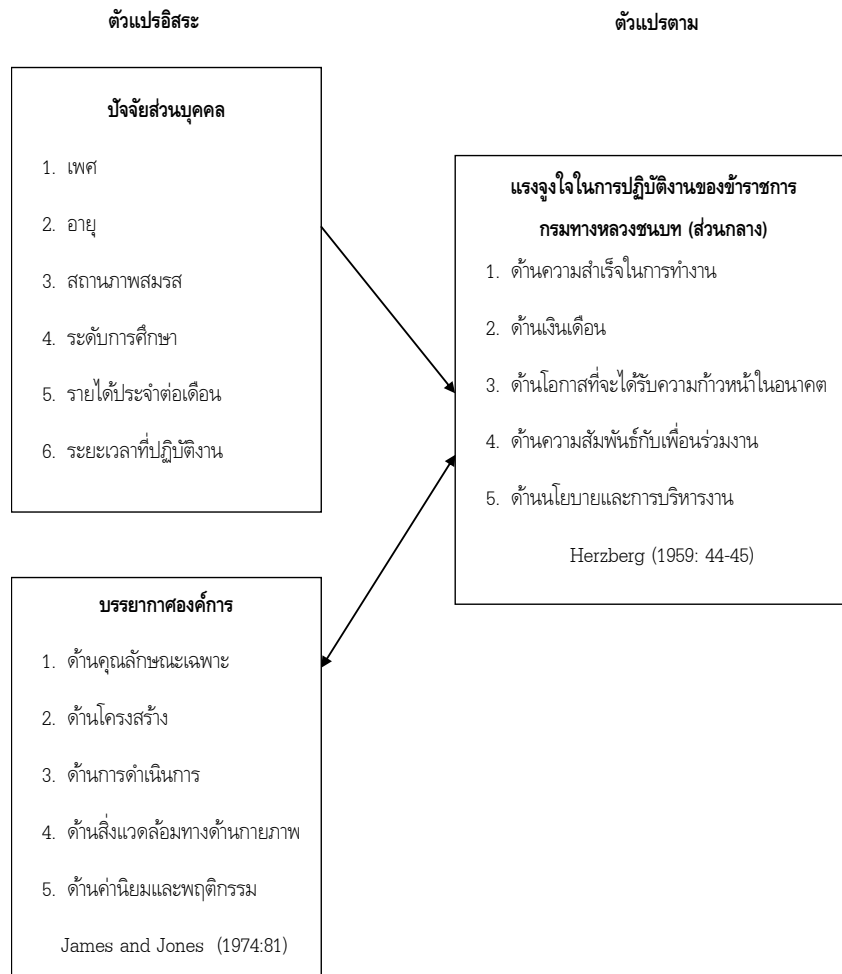 ตัวแปรอิสระ
ตัวแปรตาม
ปัจจัยส่วนบุคคล
1. เพศ
2. อายุ
3. สถานภาพสมรส
4. ระดับการศึกษา
5. รายได้ประจำต่อเดือน
6. ระยะเวลาที่ปฏิบัติงาน
แรงจูงใจในการปฏิบัติงานของข้าราชการ
กรมทางหลวงชนบท (ส่วนกลาง)
1. ด้านความสำเร็จในการทำงาน
2. ด้านเงินเดือน
3. ด้านโอกาสที่จะได้รับความก้าวหน้าในอนาคต
4. ด้านความสัมพันธ์กับเพื่อนร่วมงาน
5. ด้านนโยบายและการบริหารงาน
Herzberg (1959: 44-45)
บรรยากาศองค์การ
1. ด้านคุณลักษณะเฉพาะ
2. ด้านโครงสร้าง
3. ด้านการดำเนินการ
4. ด้านสิ่งแวดล้อมทางด้านกายภาพ
5. ด้านค่านิยมและพฤติกรรม
James and Jones (1974:81)